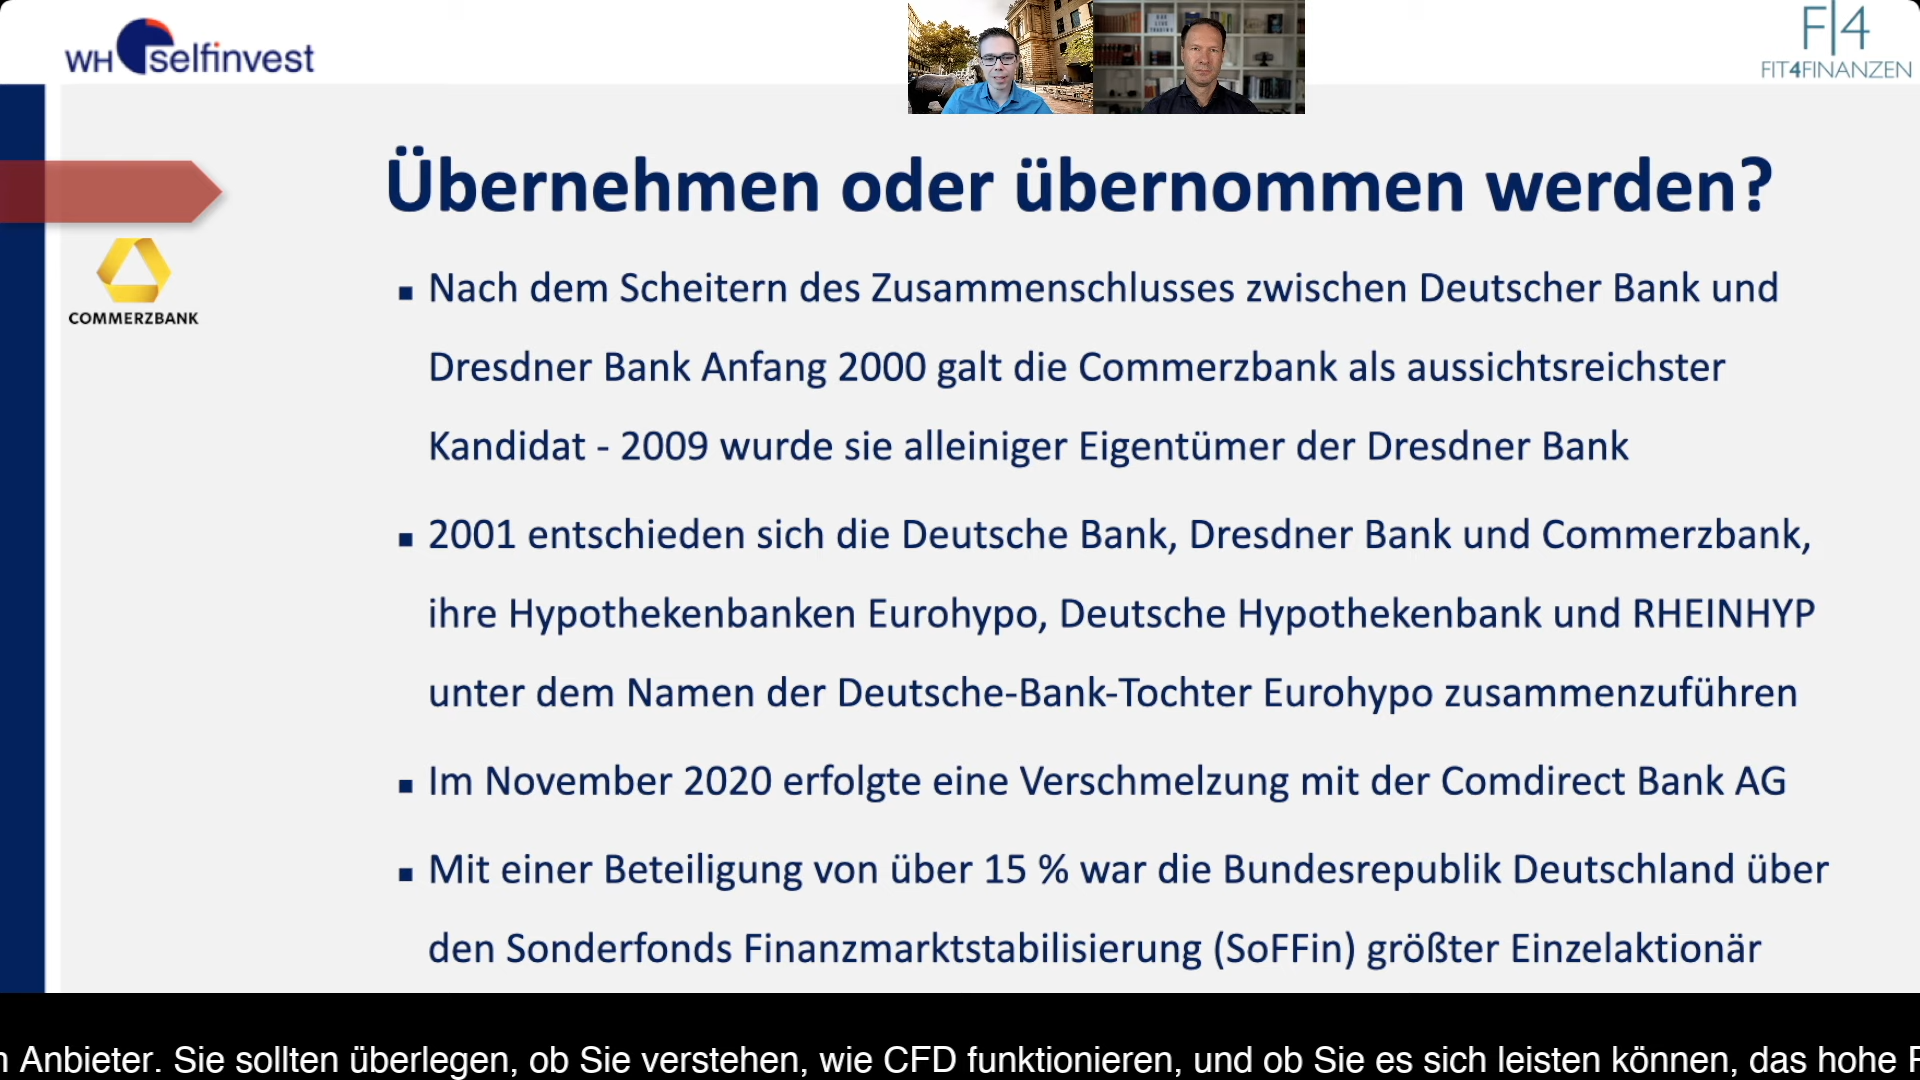 WH selfinvest
F|4
FIT4FINANZEN
Übernehmen oder übernommen werden?
COMMERZBANK
▪ Nach dem Scheitern des Zusammenschlusses zwischen Deutscher Bank und
Dresdner Bank Anfang 2000 galt die Commerzbank als aussichtsreichster
Kandidat - 2009 wurde sie alleiniger Eigentümer der Dresdner Bank
▪ 2001 entschieden sich die Deutsche Bank, Dresdner Bank und Commerzbank,
ihre Hypothekenbanken Eurohypo, Deutsche Hypothekenbank und RHEINHYP
unter dem Namen der Deutsche-Bank-Tochter Eurohypo zusammenzuführen
▪ Im November 2020 erfolgte eine Verschmelzung mit der Comdirect Bank AG
▪ Mit einer Beteiligung von über 15 % war die Bundesrepublik Deutschland über
den Sonderfonds Finanzmarktstabilisierung (SoFFin) größter Einzelaktionär
Anbieter. Sie sollten überlegen, ob Sie verstehen, wie CFD funktionieren, und ob Sie es sich leisten können, das hohe